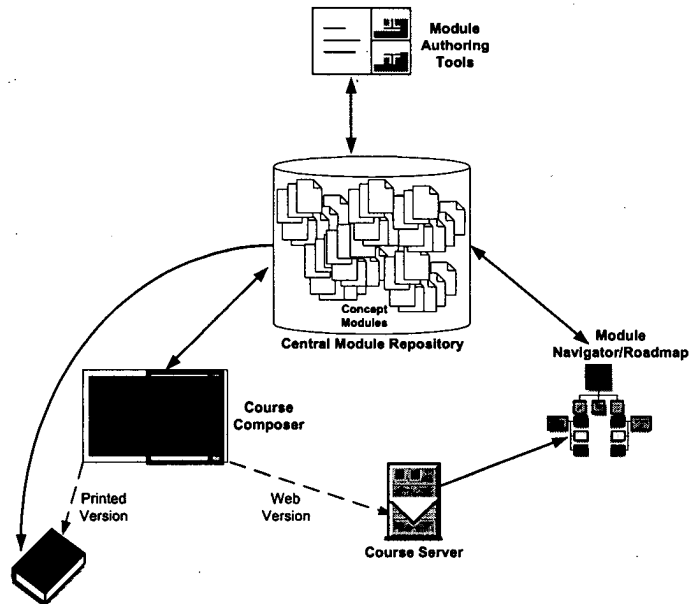 Module
Authoring
Tools
Concept
Modules
Central Module Repository
Module
Navigator/Roadmap
Course
Composer
Printed
Version
Web
Version
Course Server